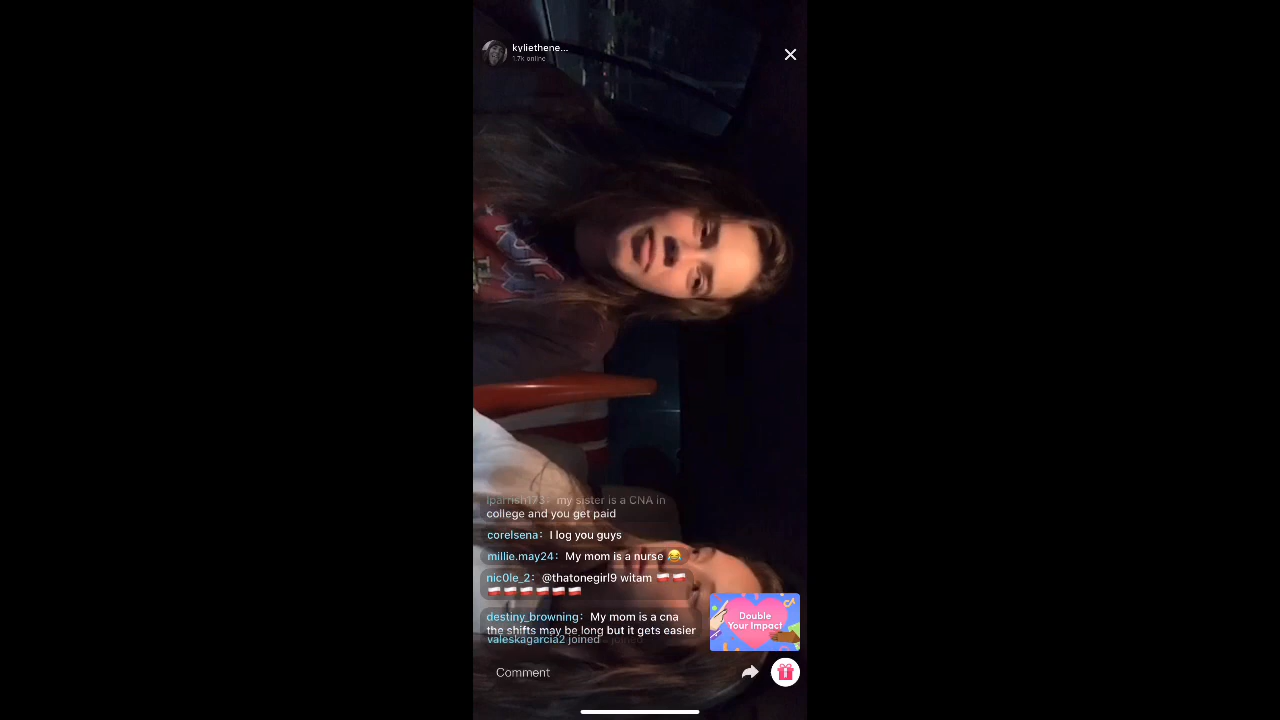 kyliethene...
1.7k online
lparrish173: my sister is a CNA in
college and you get paid
corelsena: I log you guys
millie.may24: My mom is a nurse 😂
nic0le_2: @thatonegirl9 witam 🇵🇱🇵🇱
🇵🇱🇵🇱🇵🇱🇵🇱🇵🇱🇵🇱
destiny_browning: My mom is a cna
the shifts may be long but it gets easier
valeskagarcia2 joined
Double
Your Impact
Comment